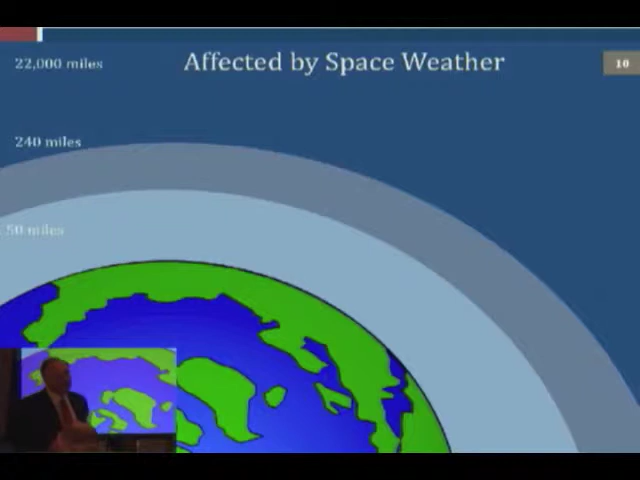 22,000 miles
Affected by Space Weather
10
240 miles
50 miles